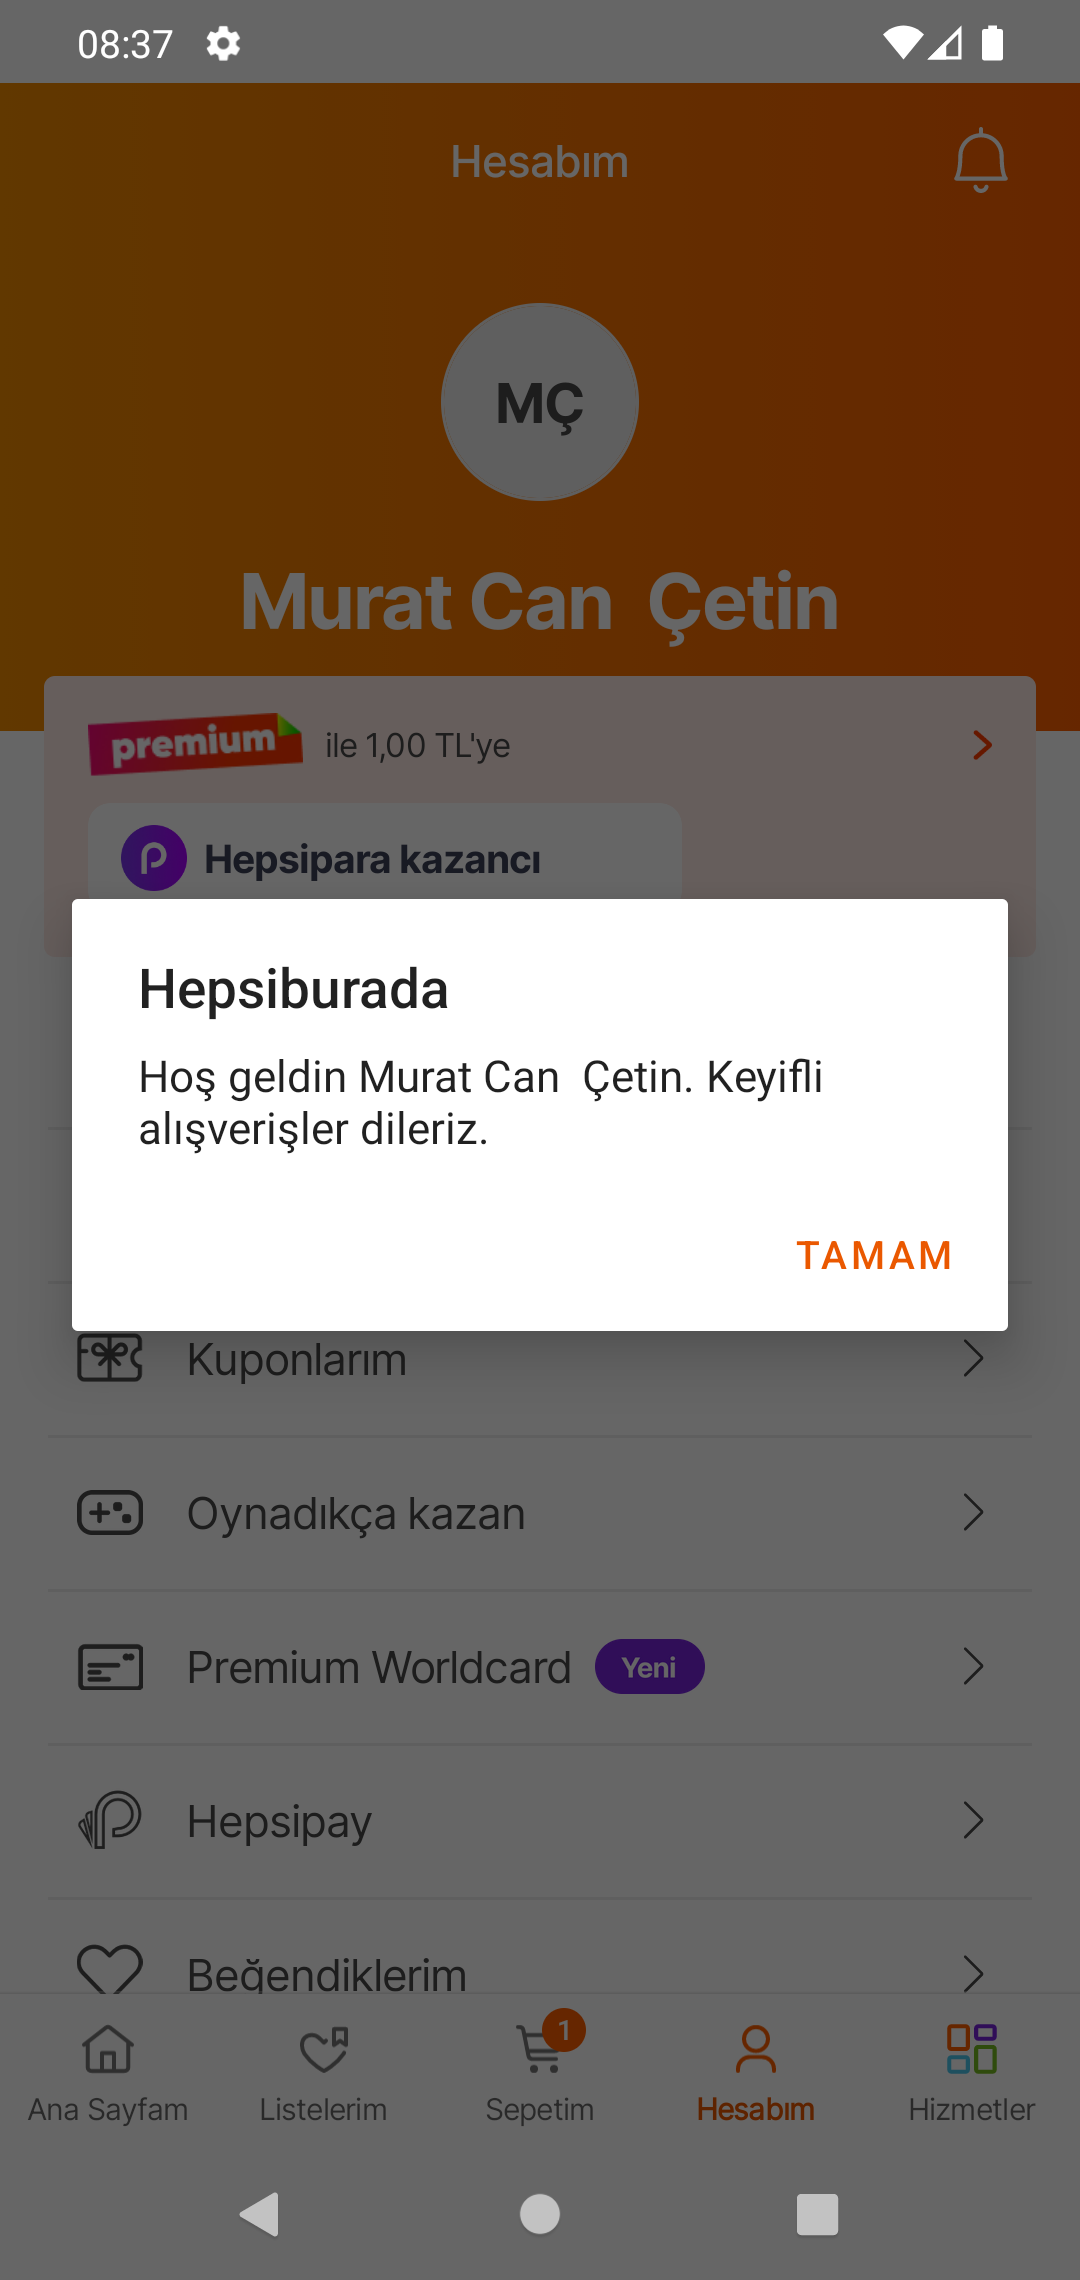 08:37
Hesabım
MÇ
Murat Can Çetin
premium ile 1,00 TL'ye
Hepsipara kazancı
Hepsiburada
Hoş geldin Murat Can Çetin. Keyifli
alışverişler dileriz.
TAMAM
Kuponlarım
Oynadıkça kazan
Premium Worldcard Yeni
Hepsipay
Beğendiklerim
1
Ana Sayfam Listelerim Sepetim Hesabım Hizmetler